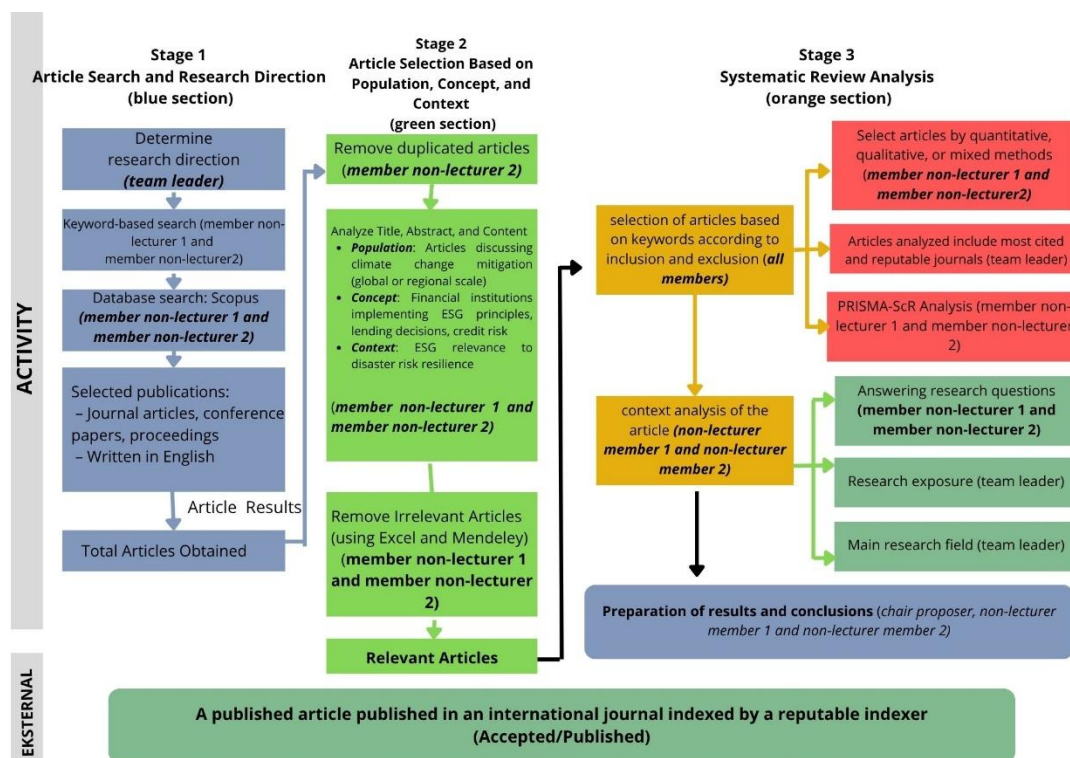 ACTIVITY
Stage 1
Article Search and Research Direction
(blue section)
Determine
research direction
(team leader)
Keyword-based search (member non-
lecturer 1 and
member non-lecturer2)
Database search: Scopus
(member non-lecturer 1 and
member non-lecturer 2)
Selected publications:
– Journal articles, conference
papers, proceedings
– Written in English
Article Results
Total Articles Obtained
Stage 2
Article Selection Based on
Population, Concept, and
Context
(green section)
Remove duplicated articles
(member non-lecturer 2)
Analyze Title, Abstract, and Content
• Population: Articles discussing
climate change mitigation
(global or regional scale)
• Concept: Financial institutions
implementing ESG principles,
lending decisions, credit risk
• Context: ESG relevance to
disaster risk resilience
(member non-lecturer 1 and
member non-lecturer 2)
Remove Irrelevant Articles
(using Excel and Mendeley)
(member non-lecturer 1
and member non-lecturer
2)
Relevant Articles
Stage 3
Systematic Review Analysis
(orange section)
selection of articles based
on keywords according to
inclusion and exclusion (all
members)
Select articles by quantitative,
qualitative, or mixed methods
(member non-lecturer 1 and
member non-lecturer2)
Articles analyzed include most cited
and reputable journals (team leader)
PRISMA-ScR Analysis (member non-
lecturer 1 and member non-lecturer
2)
context analysis of the
article (non-lecturer
member 1 and non-lecturer
member 2)
Answering research questions
(member non-lecturer 1 and
member non-lecturer 2)
Research exposure (team leader)
Main research field (team leader)
Preparation of results and conclusions (chair proposer, non-lecturer
member 1 and non-lecturer member 2)
EKSTERNAL
A published article published in an international journal indexed by a reputable indexer
(Accepted/Published)